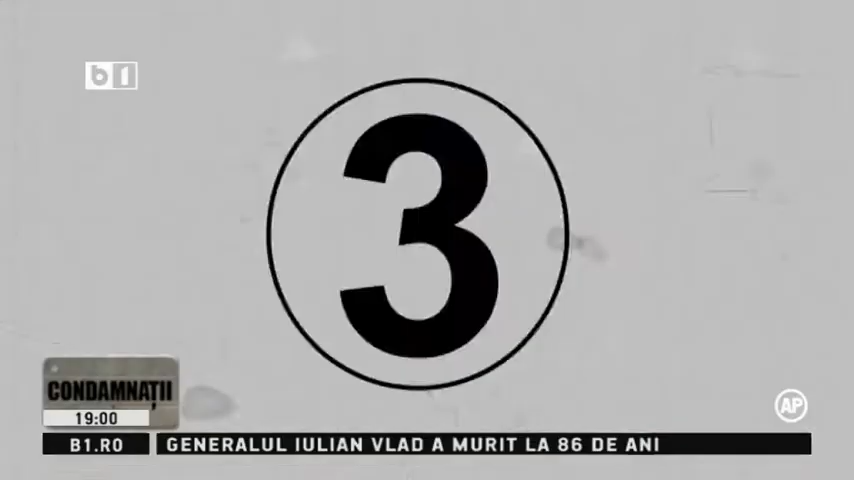 b1
3
CONDAMNAȚII
19:00
AP
B1.RO
GENERALUL IULIAN VLAD A MURIT LA 86 DE ANI